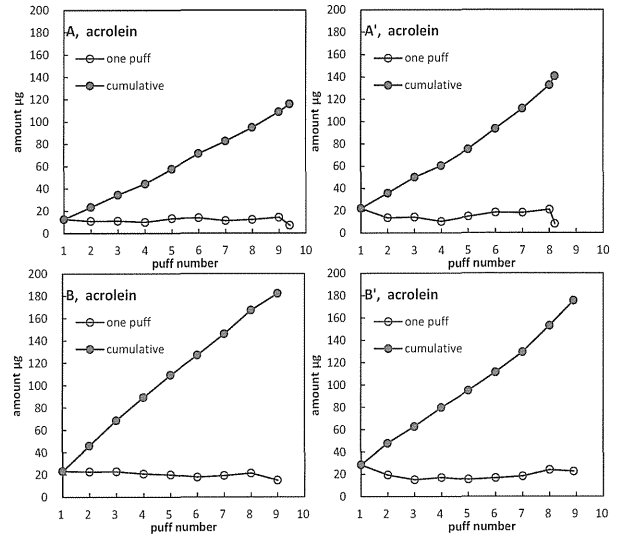 A, acrolein
one puff
cumulative
amount µg
200
180
160
140
120
100
80
60
40
20
0
1 2 3 4 5 6 7 8 9 10
puff number
A', acrolein
one puff
cumulative
amount µg
200
180
160
140
120
100
80
60
40
20
0
1 2 3 4 5 6 7 8 9 10
puff number
B, acrolein
one puff
cumulative
amount µg
200
180
160
140
120
100
80
60
40
20
0
1 2 3 4 5 6 7 8 9 10
puff number
B', acrolein
one puff
cumulative
amount µg
200
180
160
140
120
100
80
60
40
20
0
1 2 3 4 5 6 7 8 9 10
puff number